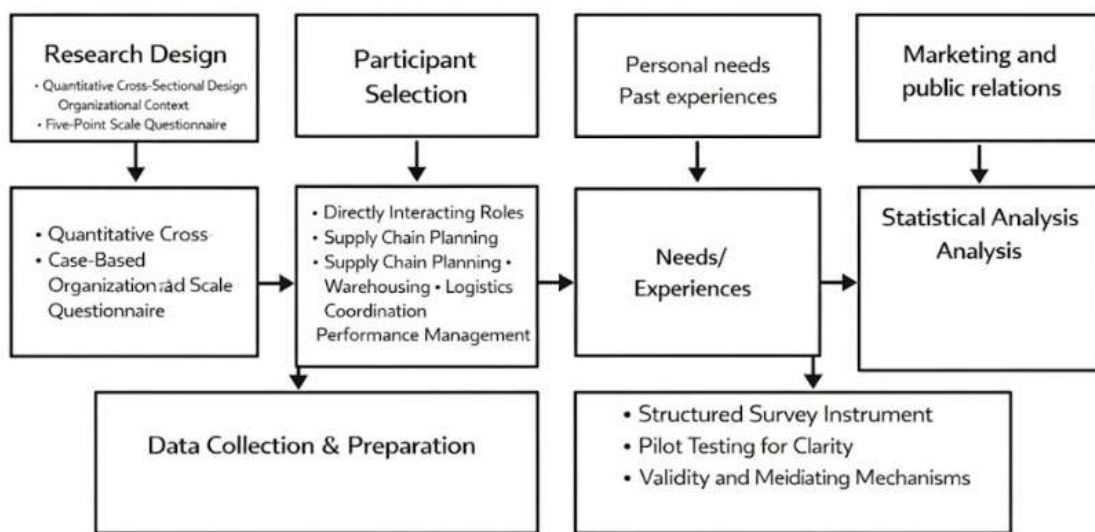 Research Design
• Quantitative Cross-Sectional Design
Organizational Context
• Five-Point Scale Questionnaire
Participant
Selection
Personal needs
Past experiences
Marketing and
public relations
• Quantitative Cross-
• Case-Based
Organization and Scale
Questionnaire
• Directly Interacting Roles
• Supply Chain Planning
• Supply Chain Planning •
Warehousing • Logistics
Coordination
Performance Management
Needs/
Experiences
Statistical Analysis
Analysis
Data Collection & Preparation
• Structured Survey Instrument
• Pilot Testing for Clarity
• Validity and Meidiating Mechanisms